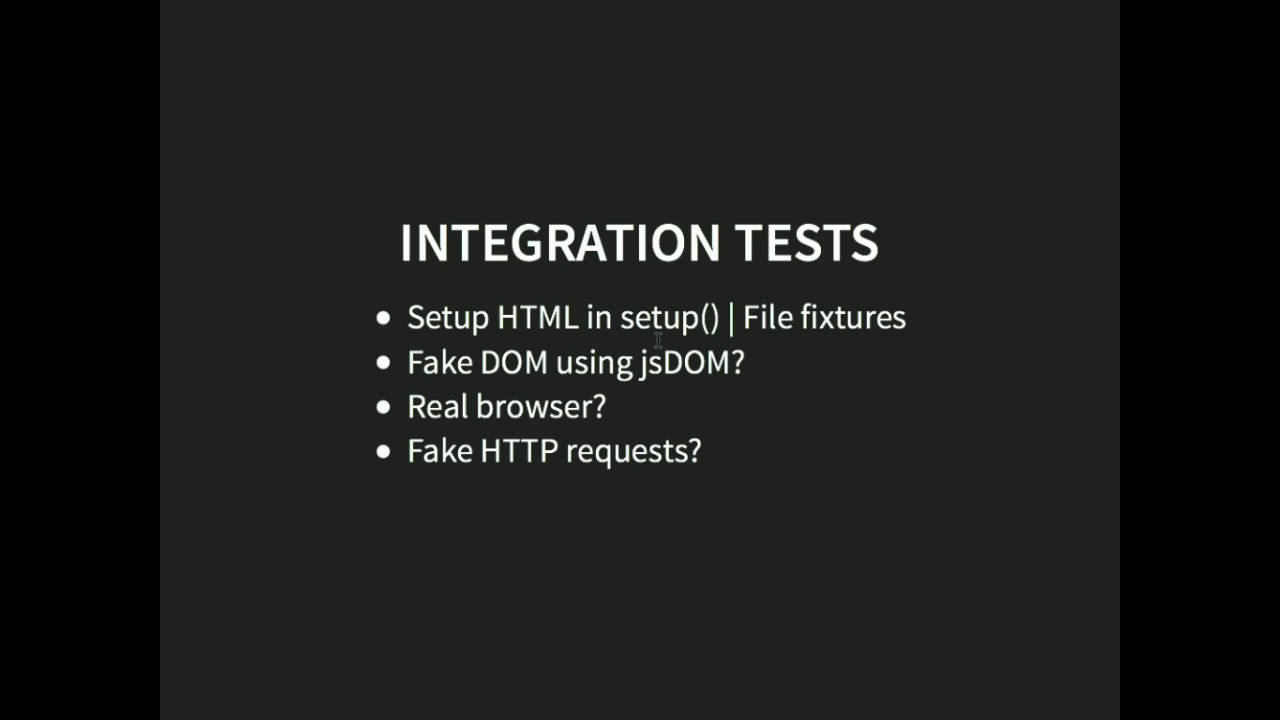 INTEGRATION TESTS
• Setup HTML in setup() | File fixtures
• Fake DOM using jsDOM?
• Real browser?
• Fake HTTP requests?